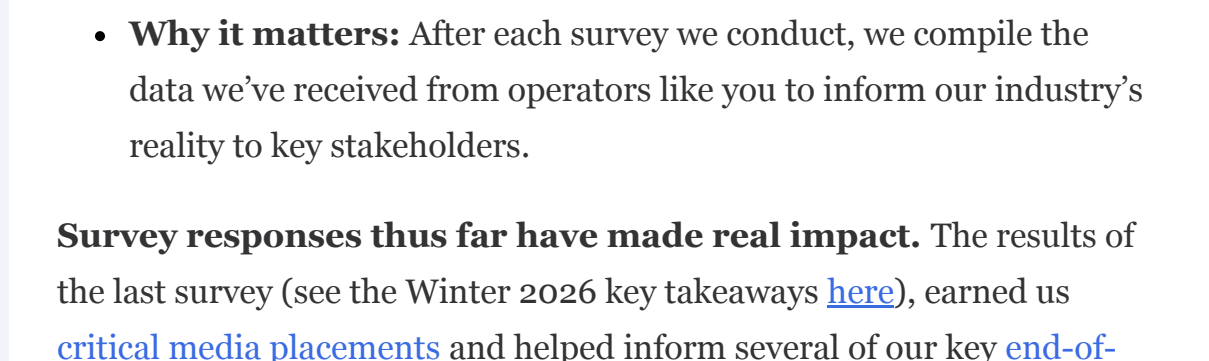 • Why it matters: After each survey we conduct, we compile the
data we’ve received from operators like you to inform our industry’s
reality to key stakeholders.
Survey responses thus far have made real impact. The results of
the last survey (see the Winter 2026 key takeaways here), earned us
critical media placements and helped inform several of our key end-of-